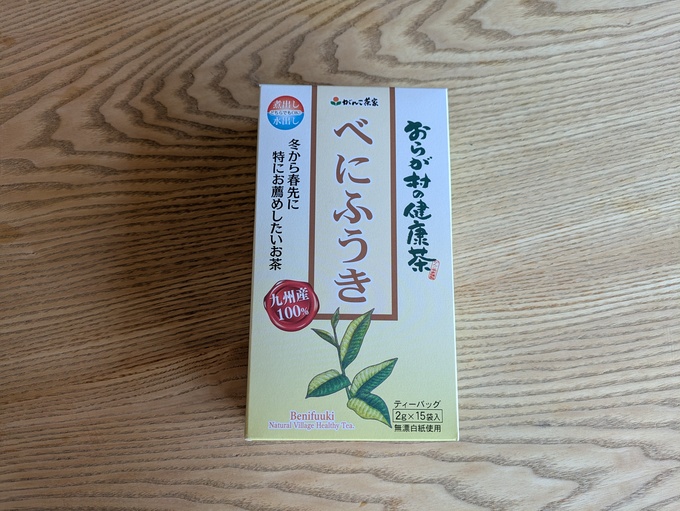 がんこ茶家
おらが村の健康茶
べにふうき
煮出し
水出し
冬から春先に
特にお薦めしたいお茶
九州産
100%
Benifuuki
Natural Village Healthy Tea.
ティーバッグ
2g×15袋入
無漂白紙使用